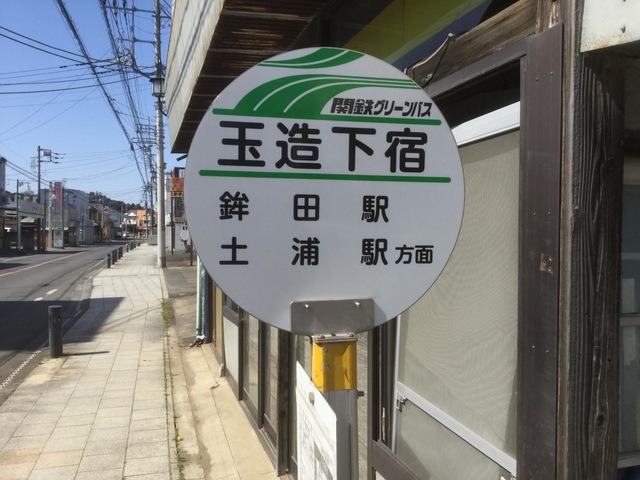 関鉄グリーンバス
玉造下宿
鉾田駅
土浦駅方面